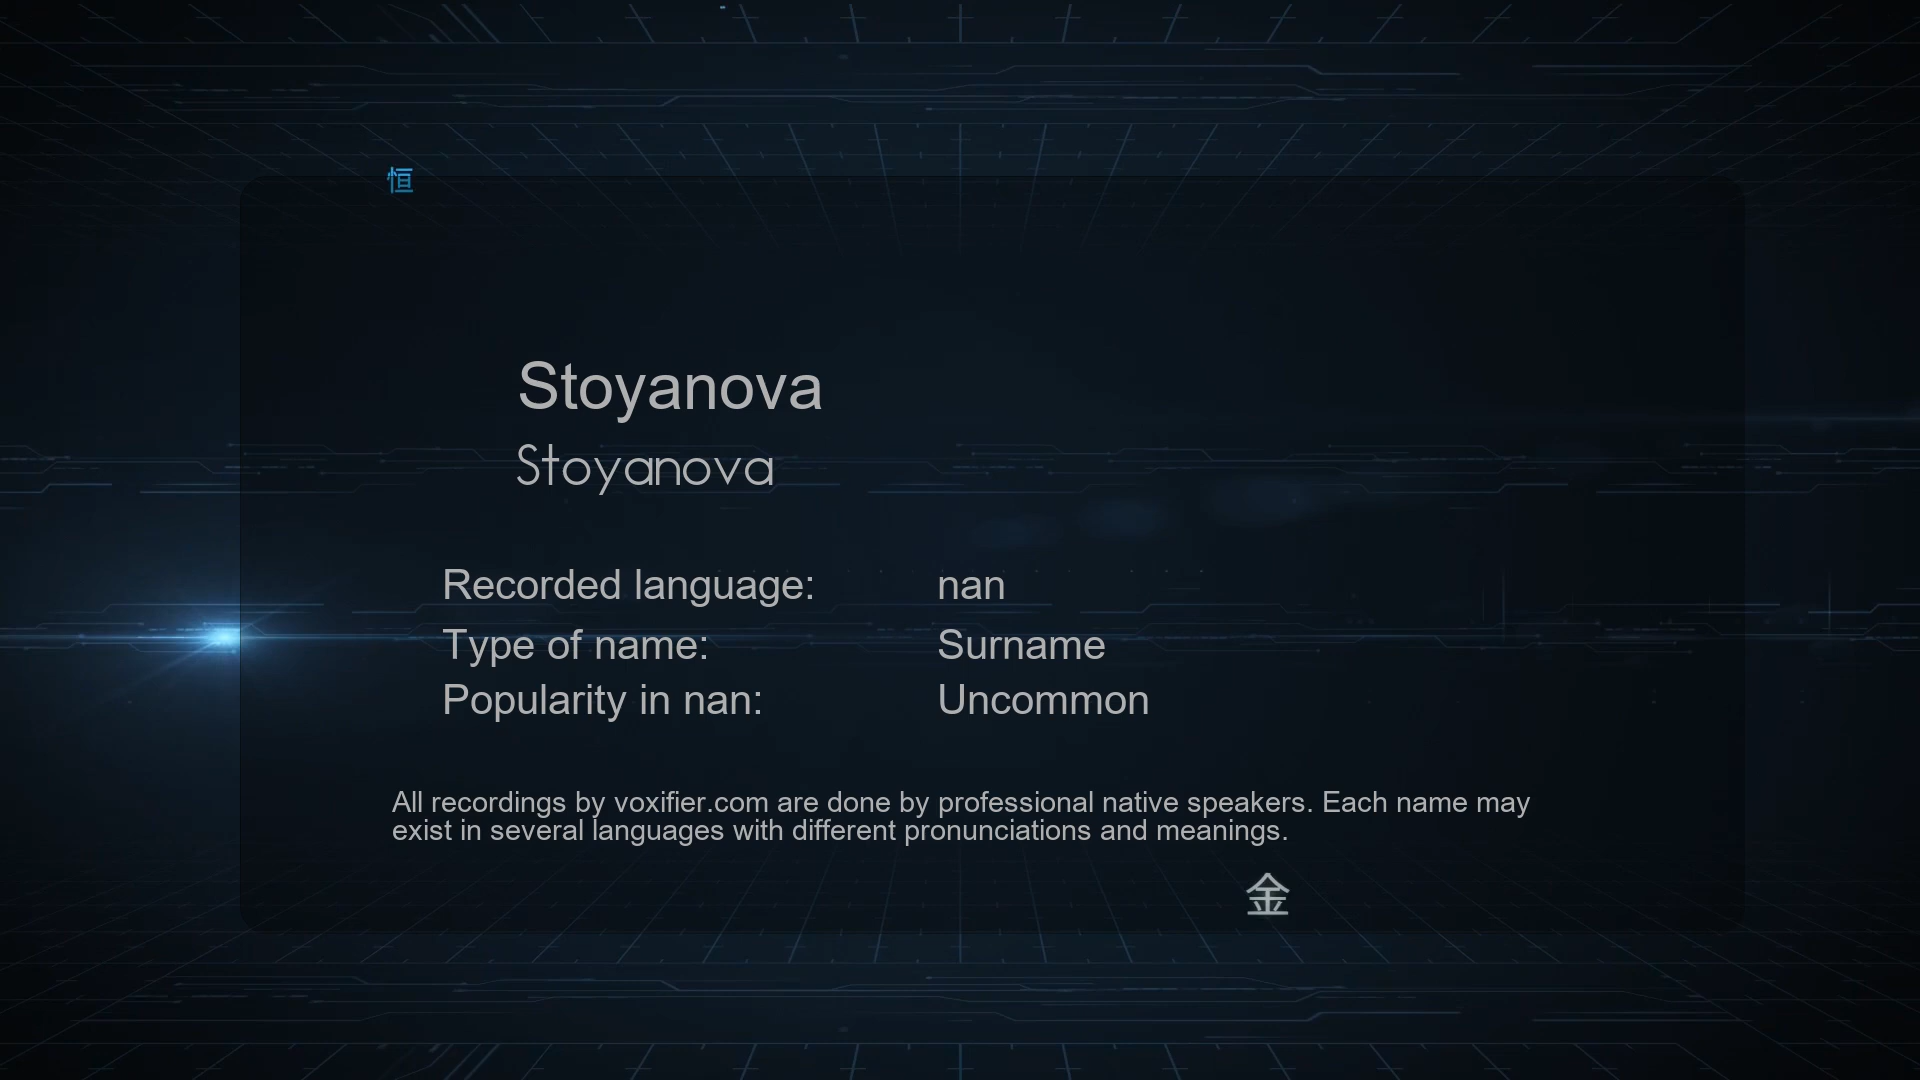 恒
Stoyanova
Stoyanova
Recorded language: nan
Type of name: Surname
Popularity in nan: Uncommon
All recordings by voxifier.com are done by professional native speakers. Each name may
exist in several languages with different pronunciations and meanings.
金